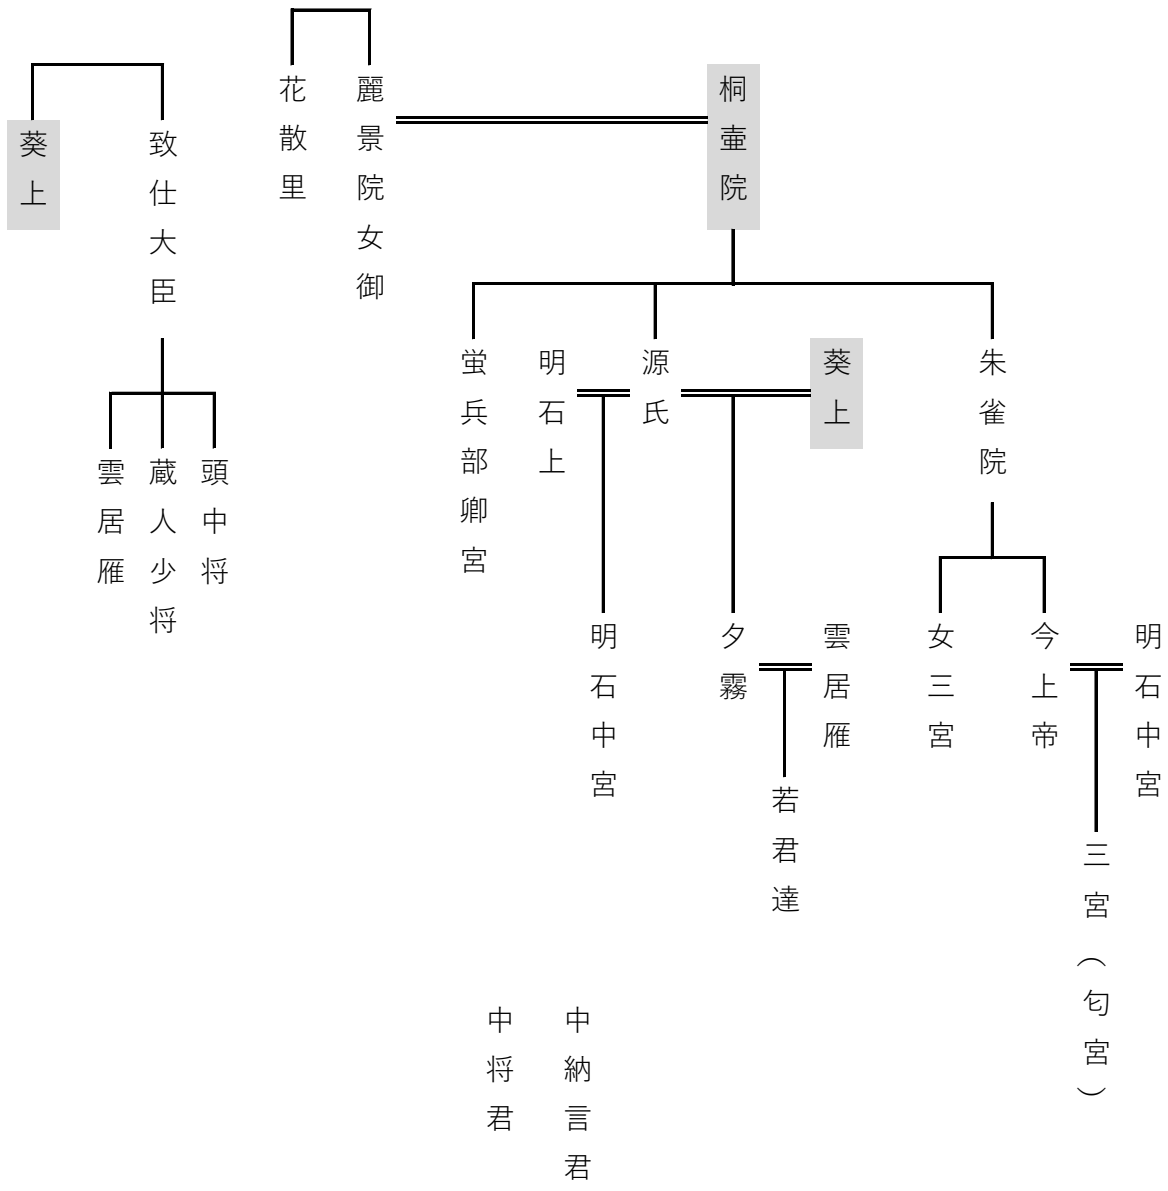 桐壷院
麗景院女御
花散里
致仕大臣
葵上
朱雀院
葵上
源氏
明石上
蛍兵部卿宮
頭中将
蔵人少将
雲居雁
明石中宮
今上帝
女三宮
雲居雁
夕霧
明石中宮
若君達
三宮(匂宮)
中納言君
中将君